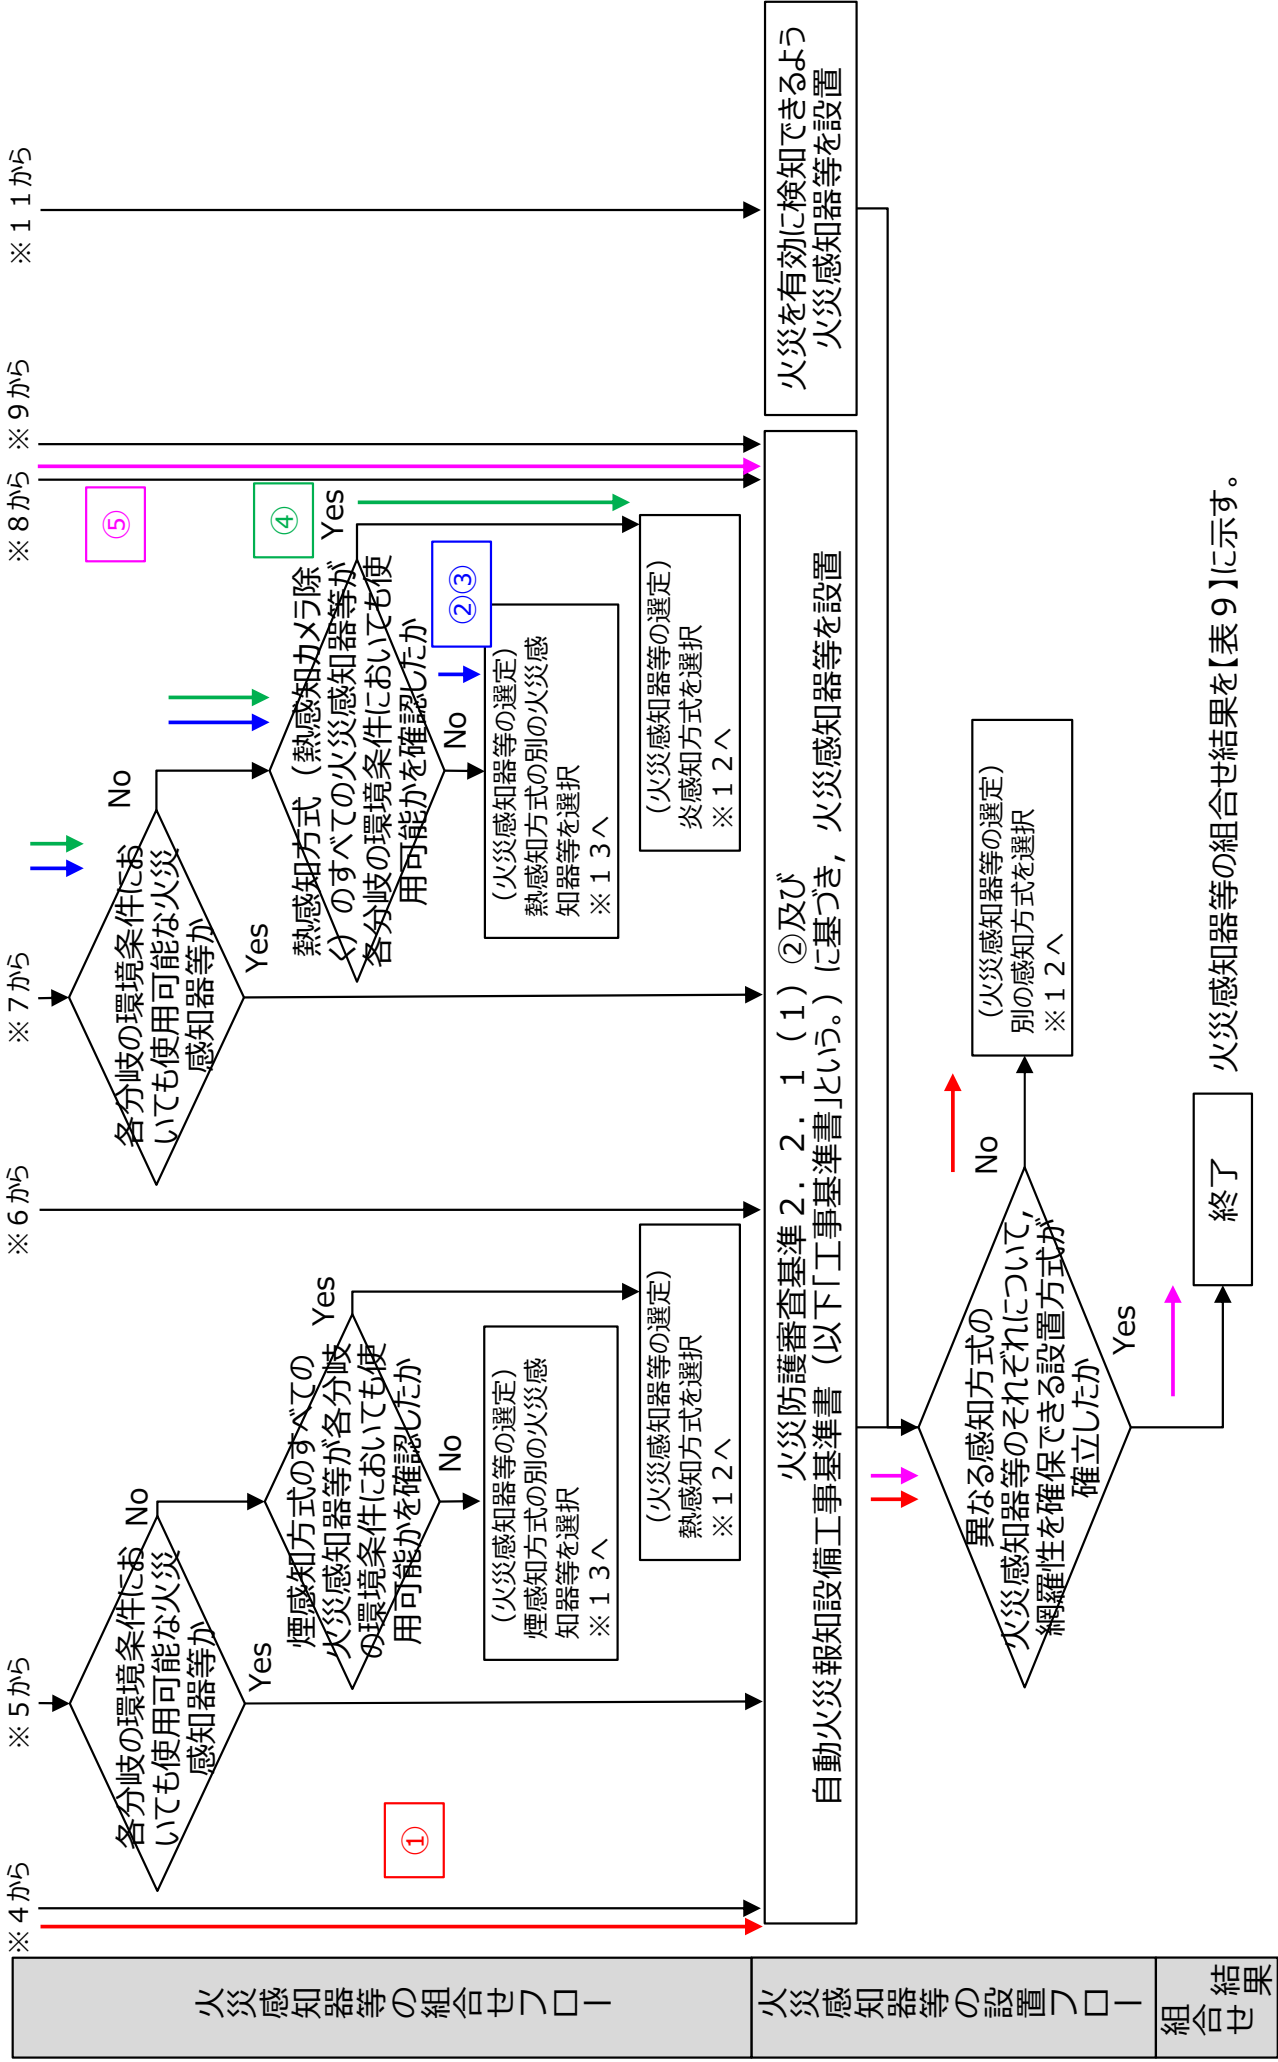 ※４から
※５から
※６から
※７から
※８から
※９から
※１１から
火災感知器等の組合せフロー
各分岐の環境条件にお
いても使用可能な火災
感知器等か
No
Yes
①
煙感知方式のすべての
火災感知器等が各分岐
の環境条件においても使
用可能かを確認したか
Yes
No
（火災感知器等の選定）
煙感知方式の別の火災感
知器等を選択
※１３へ
（火災感知器等の選定）
熱感知方式を選択
※１２へ
各分岐の環境条件にお
いても使用可能な火災
感知器等か
No
Yes
⑤
④
熱感知方式（熱感知カメラ除
く）のすべての火災感知器等が
各分岐の環境条件においても使
用可能かを確認したか
Yes
No
②③
（火災感知器等の選定）
熱感知方式の別の火災感
知器等を選択
※１３へ
（火災感知器等の選定）
炎感知方式を選択
※１２へ
火災感知器等の設置フロー
火災防護審査基準２．２．１（１）②及び
自動火災報知設備工事基準書（以下「工事基準書」という。）に基づき，火災感知器等を設置
火災を有効に検知できるよう
火災感知器等を設置
異なる感知方式の
火災感知器等のそれぞれについて，
網羅性を確保できる設置方式が
確立したか
No
Yes
（火災感知器等の選定）
別の感知方式を選択
※１２へ
組合せ結果
終了
火災感知器等の組合せ結果を【表９】に示す。